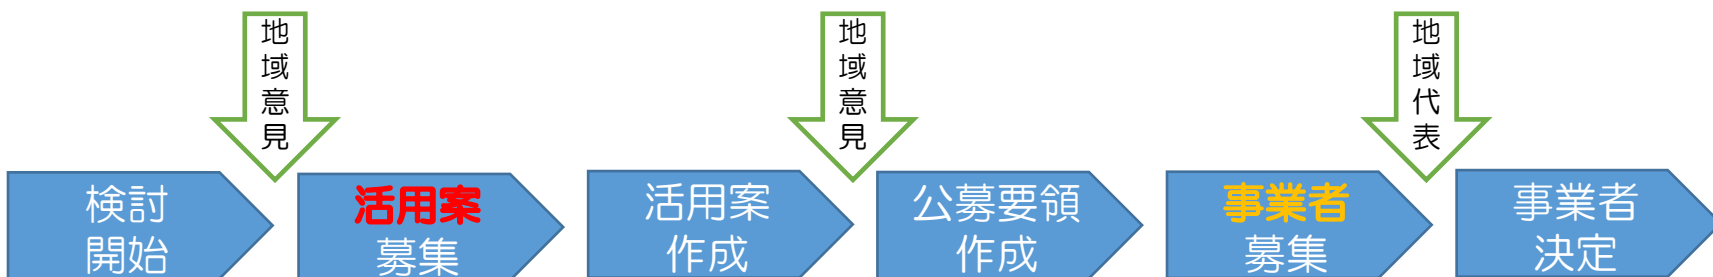 地域意見
地域意見
地域代表
検討
開始
活用案
募集
活用案
作成
公募要領
作成
事業者
募集
事業者
決定